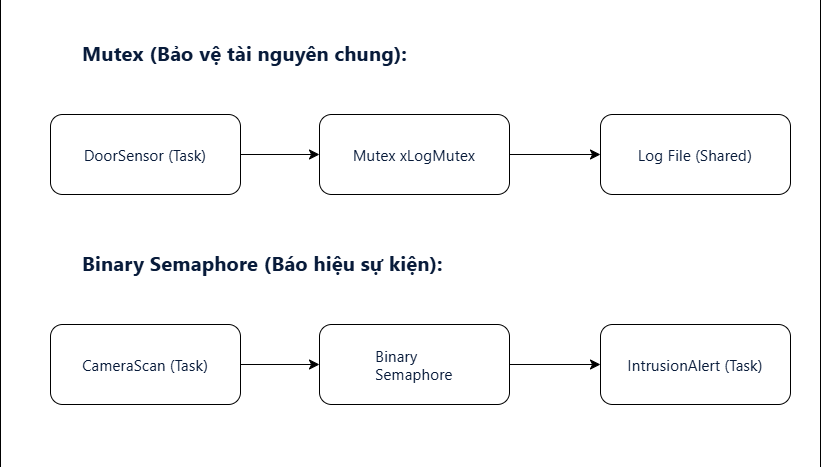 Mutex (Bảo vệ tài nguyên chung):
DoorSensor (Task)
Mutex xLogMutex
Log File (Shared)
Binary Semaphore (Báo hiệu sự kiện):
CameraScan (Task)
Binary
Semaphore
IntrusionAlert (Task)